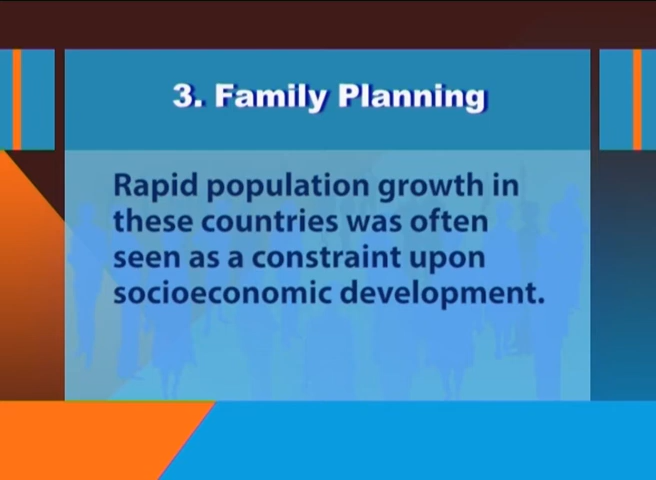 3. Family Planning
Rapid population growth in
these countries was often
seen as a constraint upon
socioeconomic development.